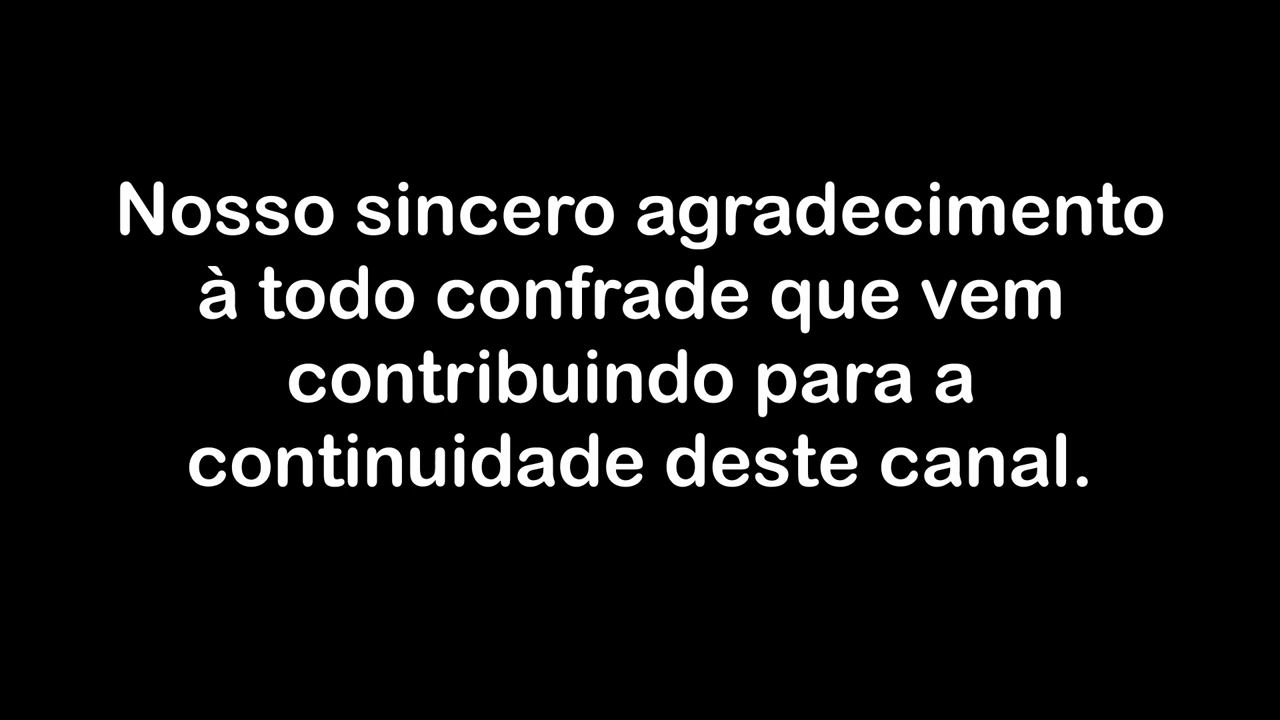 Nosso sincero agradecimento
à todo confrade que vem
contribuindo para a
continuidade deste canal.